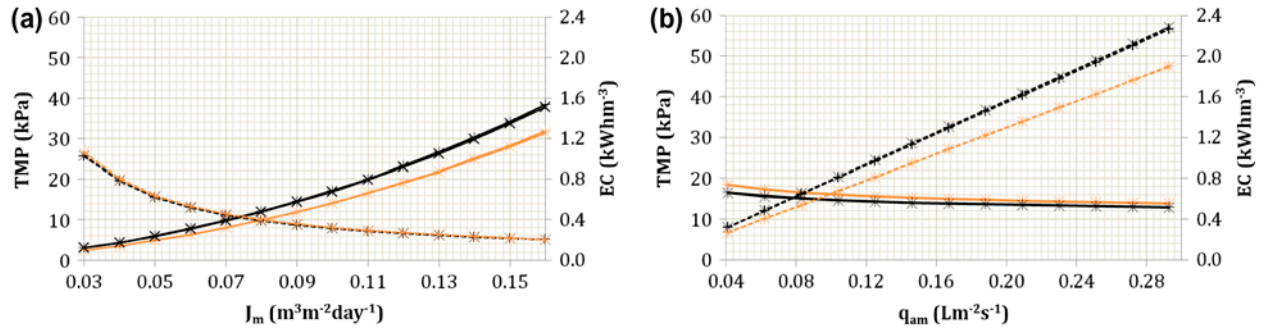 (a)
60
50
40
30
20
10
0
TMP (kPa)
2.4
2.0
1.6
1.2
0.8
0.4
0.0
EC (kWhm⁻³)
0.03 0.05 0.07 0.09 0.11 0.13 0.15
Jₘ (m³m⁻²day⁻¹)
(b)
60
50
40
30
20
10
0
TMP (kPa)
2.4
2.0
1.6
1.2
0.8
0.4
0.0
EC (kWhm⁻³)
0.04 0.08 0.12 0.16 0.20 0.24 0.28
qₐₘ (Lm⁻²s⁻¹)